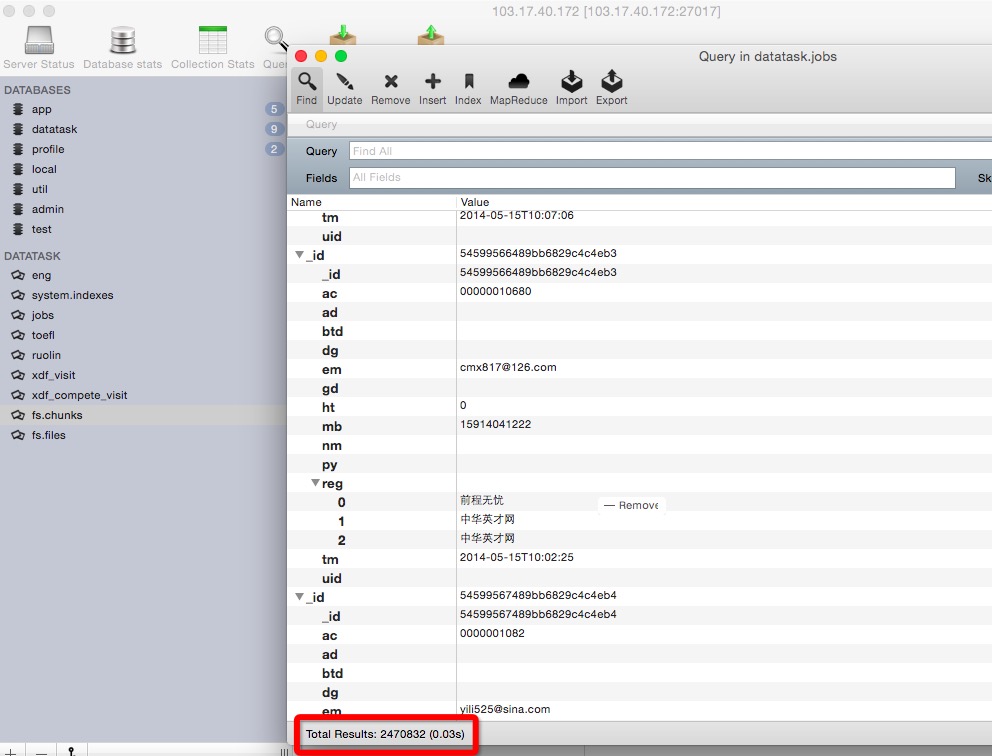 103.17.40.172 [103.17.40.172:27017]
Server Status Database stats Collection Stats
Query in datatask.jobs
Find Update Remove Insert Index MapReduce Import Export
Query
Query Find All
Fields All Fields
DATABASES
app 5
datatask 9
profile 2
local
util
admin
test
DATATASK
eng
system.indexes
jobs
toefl
ruolin
xdf_visit
xdf_compete_visit
fs.chunks
fs.files
Name Value
tm 2014-05-15T10:07:06
uid
_id 54599566489bb6829c4c4eb3
_id 54599566489bb6829c4c4eb3
ac 00000010680
ad
btd
dg
em cmx817@126.com
gd
ht 0
mb 15914041222
nm
py
reg
0 前程无忧
— Remove
1 中华英才网
2 中华英才网
tm 2014-05-15T10:02:25
uid
_id 54599567489bb6829c4c4eb4
_id 54599567489bb6829c4c4eb4
ac 0000001082
ad
btd
dg
em yili525@sina.com
Total Results: 2470832 (0.03s)